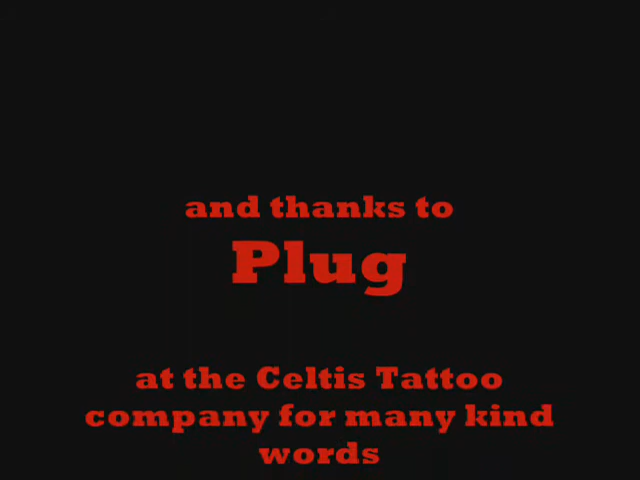 and thanks to
Plug
at the Celtis Tattoo
company for many kind
words